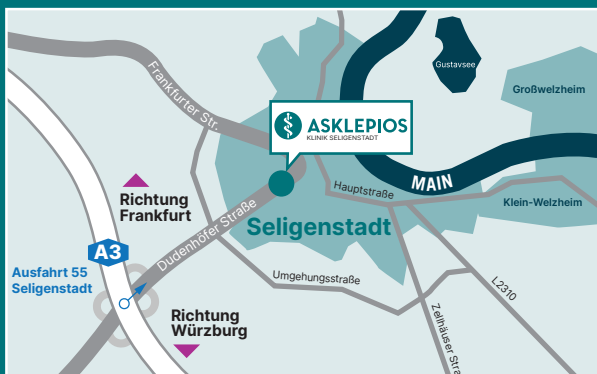 Gustavsee
Großwelzheim
Frankfurter Str.
ASKLEPIOS
KLINIK SELIGENSTADT
MAIN
Hauptstraße
Klein-Welzheim
Richtung
Frankfurt
Seligenstadt
Dudenhöfer Straße
A3
Ausfahrt 55
Seligenstadt
Umgehungsstraße
L2310
Richtung
Würzburg
Zellhäuser Stra